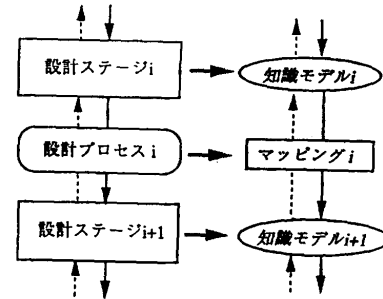 設計ステージi
知識モデルi
設計プロセス i
マッピング i
設計ステージi+1
知識モデルi+1